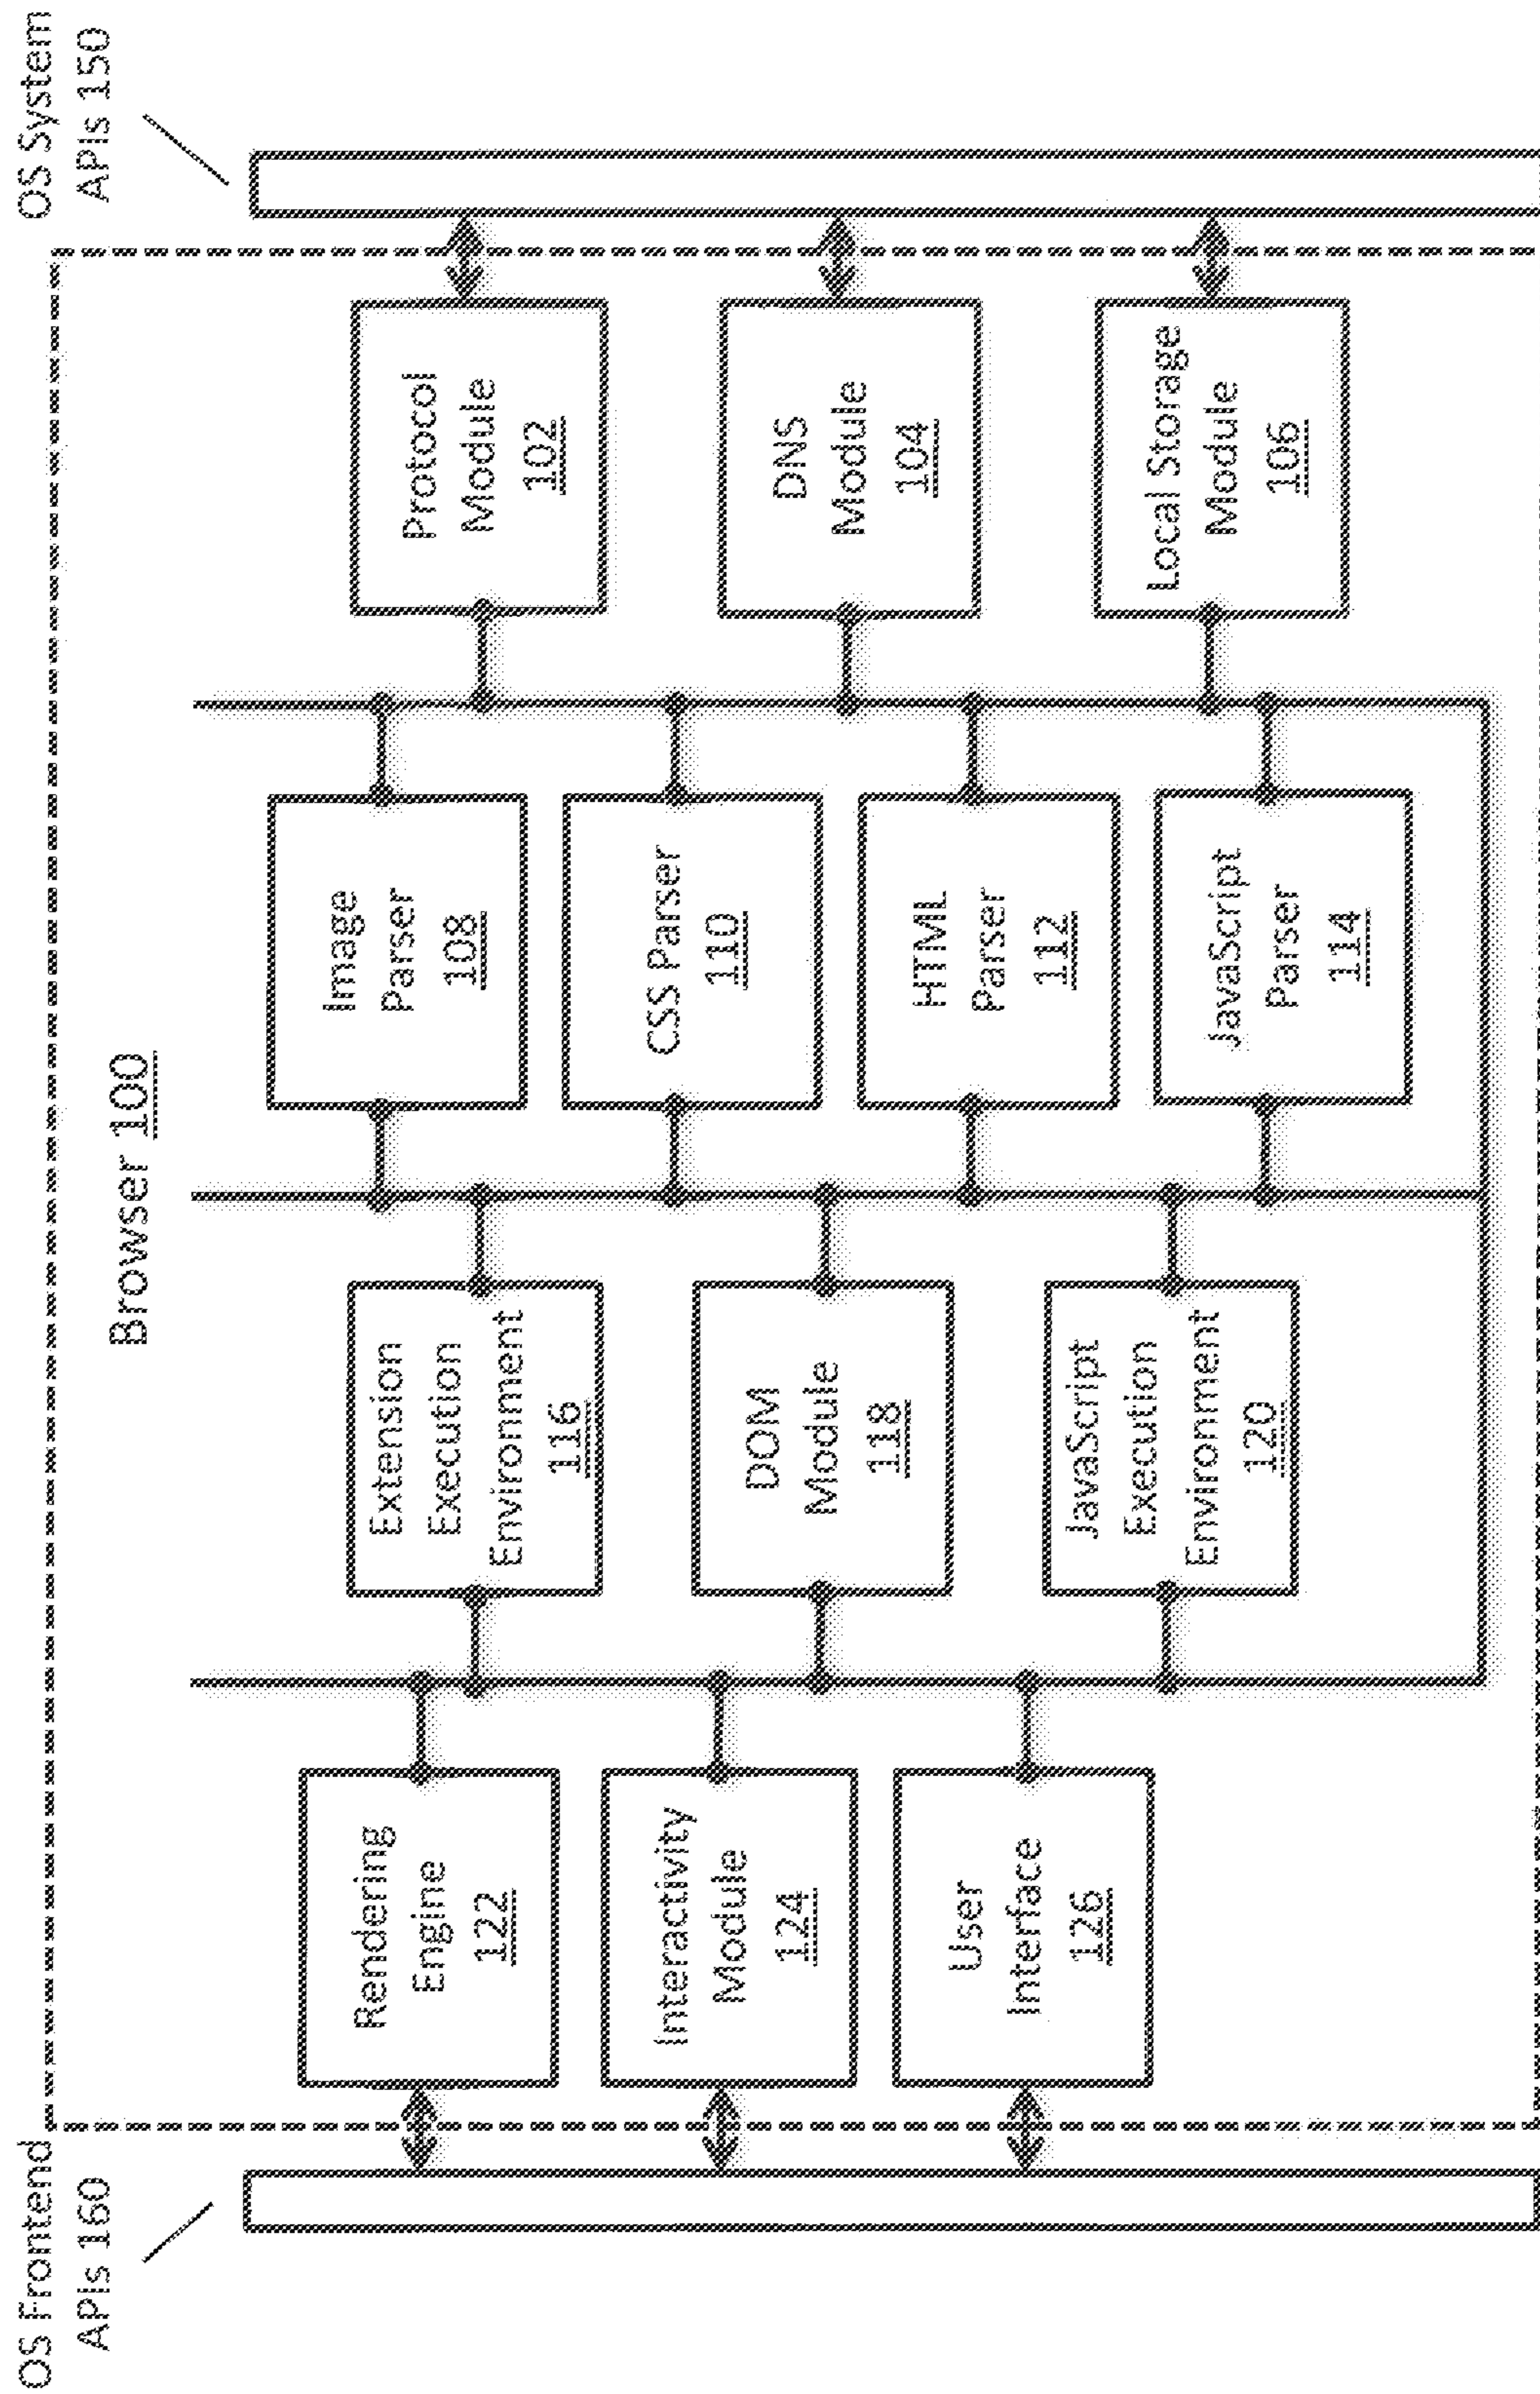 OS Frontend
APIs 160
Browser 100
OS System
APIs 150
Rendering
Engine
122
Interactivity
Module
124
User
Interface
126
Extension
Execution
Environment
116
DOM
Module
118
JavaScript
Execution
Environment
120
Image
Parser
108
CSS Parser
110
HTML
Parser
112
JavaScript
Parser
114
Protocol
Module
102
DNS
Module
104
Local Storage
Module
106